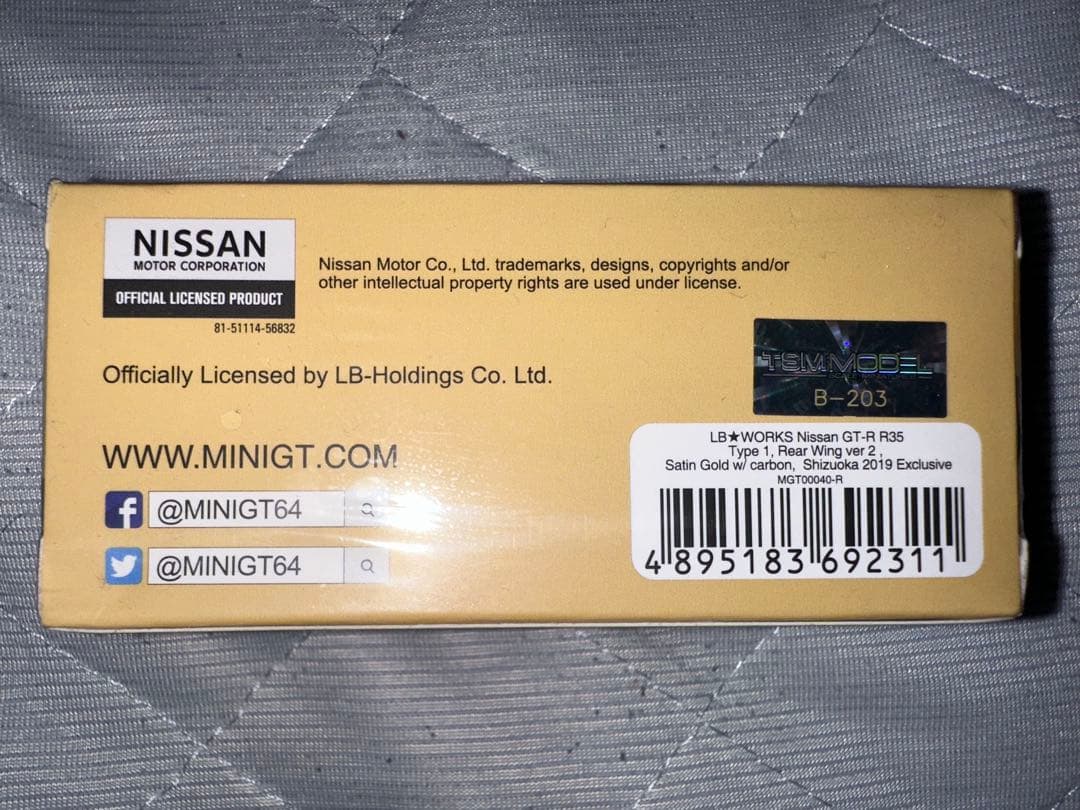 NISSAN
MOTOR CORPORATION
OFFICIAL LICENSED PRODUCT
81-51114-56832
Nissan Motor Co., Ltd. trademarks, designs, copyrights and/or
other intellectual property rights are used under license.
Officially Licensed by LB-Holdings Co. Ltd.
WWW.MINIGT.COM
@MINIGT64
@MINIGT64
TSM MODEL
B-203
LB★WORKS Nissan GT-R R35
Type 1, Rear Wing ver 2 ,
Satin Gold w/ carbon, Shizuoka 2019 Exclusive
MGT00040-R
4 895183 692311